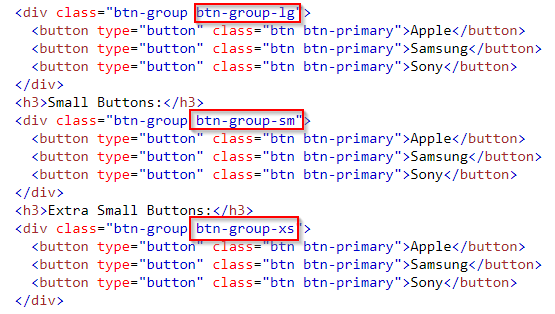 <div class="btn-group btn-group-lg">
<button type="button" class="btn btn-primary">Apple</button>
<button type="button" class="btn btn-primary">Samsung</button>
<button type="button" class="btn btn-primary">Sony</button>
</div>
<h3>Small Buttons:</h3>
<div class="btn-group btn-group-sm">
<button type="button" class="btn btn-primary">Apple</button>
<button type="button" class="btn btn-primary">Samsung</button>
<button type="button" class="btn btn-primary">Sony</button>
</div>
<h3>Extra Small Buttons:</h3>
<div class="btn-group btn-group-xs">
<button type="button" class="btn btn-primary">Apple</button>
<button type="button" class="btn btn-primary">Samsung</button>
<button type="button" class="btn btn-primary">Sony</button>
</div>